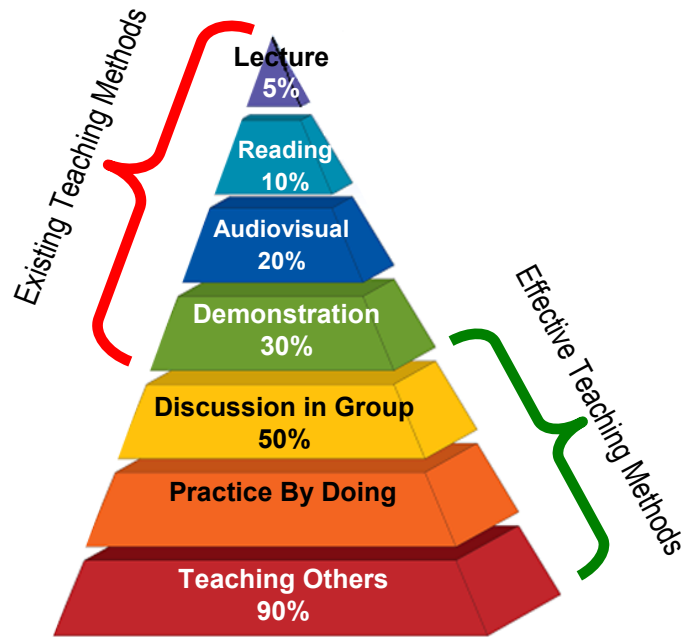 Lecture
5%
Reading
10%
Audiovisual
20%
Demonstration
30%
Discussion in Group
50%
Practice By Doing
Teaching Others
90%
Existing Teaching Methods
Effective Teaching Methods